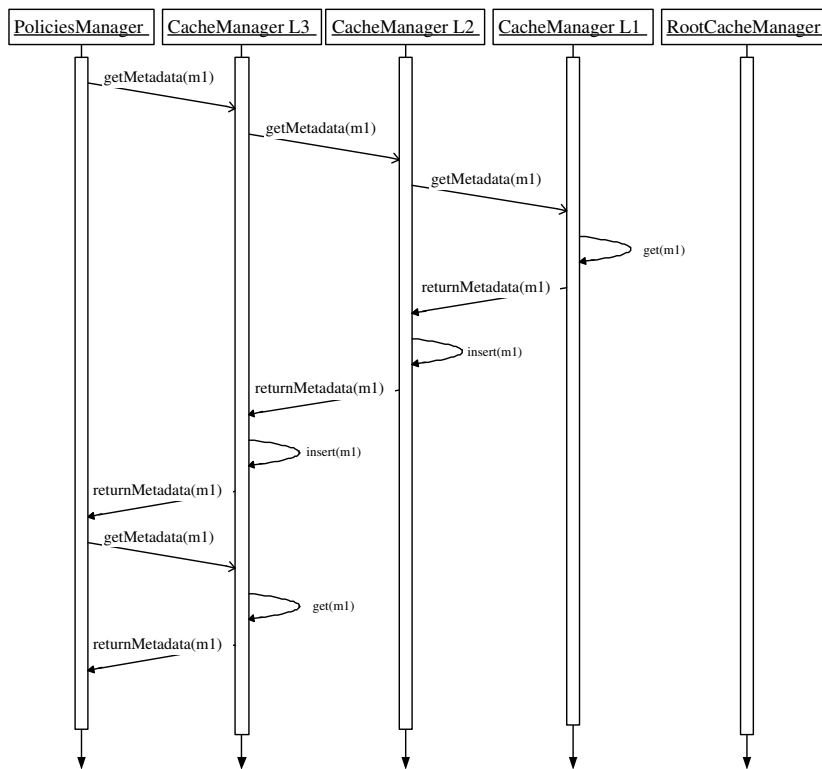 PoliciesManager
CacheManager L3
CacheManager L2
CacheManager L1
RootCacheManager
getMetadata(m1)
getMetadata(m1)
getMetadata(m1)
get(m1)
returnMetadata(m1)
insert(m1)
returnMetadata(m1)
insert(m1)
returnMetadata(m1)
getMetadata(m1)
get(m1)
returnMetadata(m1)